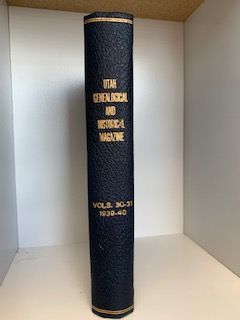 UTAH
GENEALOGICAL
AND
HISTORICAL
MAGAZINE
VOLS. 30-31
1939-40